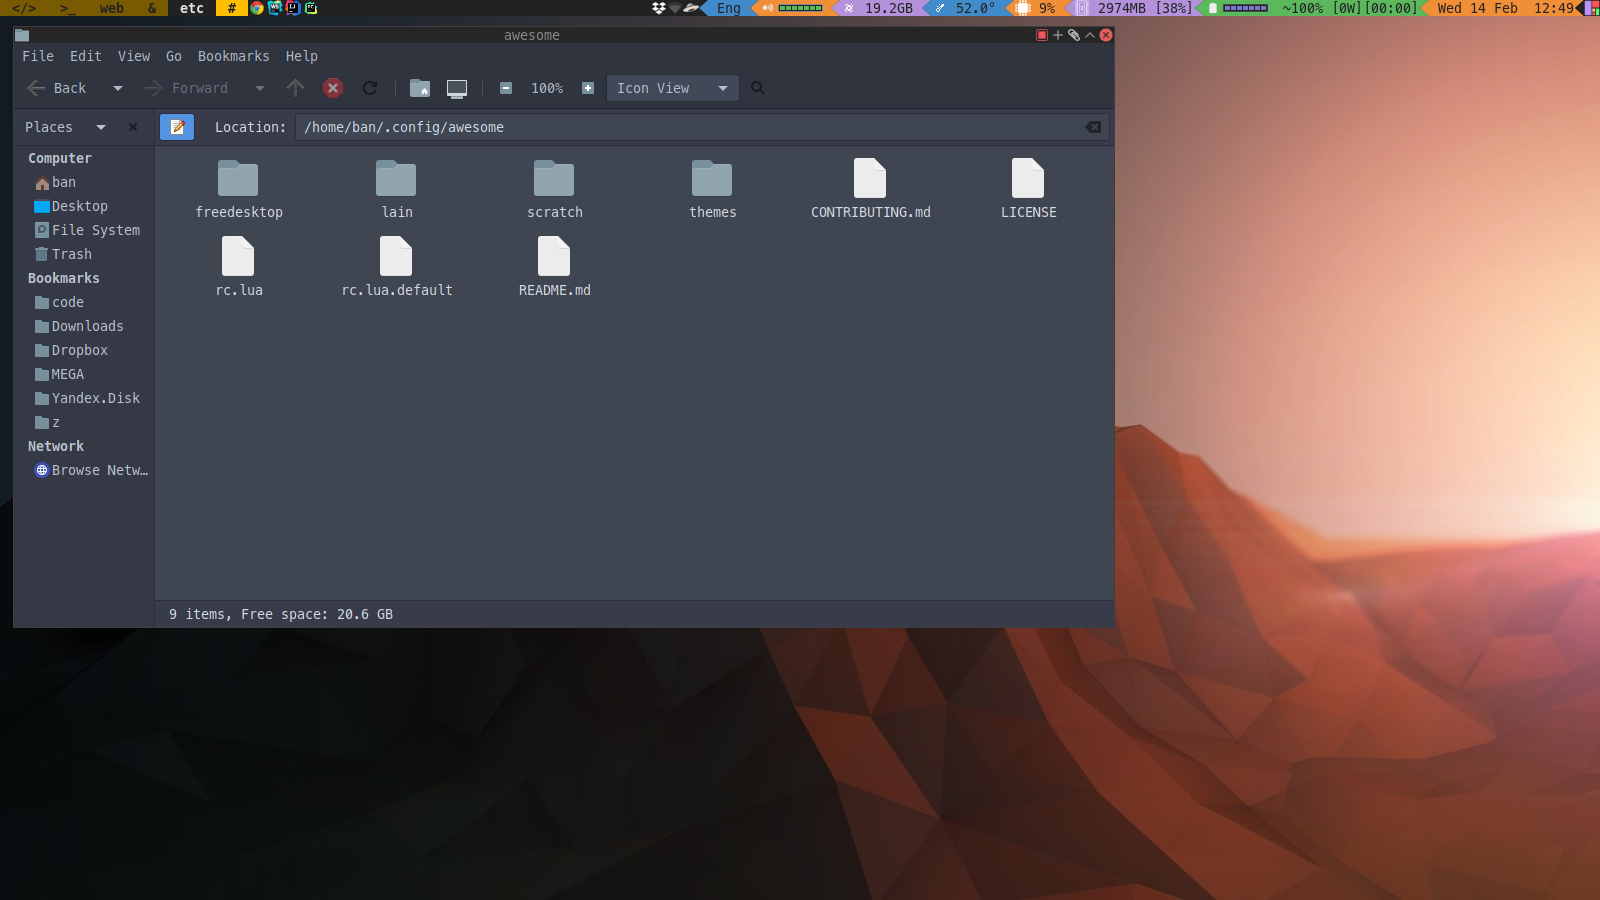 </> >_ web & etc # Eng 19.2GB 52.0° 9% 2974MB [38%] ~100% [0W][00:00] Wed 14 Feb 12:49
awesome
File Edit View Go Bookmarks Help
Back Forward 100% Icon View
Places Location: /home/ban/.config/awesome
Computer
ban
Desktop
File System
Trash
Bookmarks
code
Downloads
Dropbox
MEGA
Yandex.Disk
z
Network
Browse Netw…
freedesktop lain scratch themes CONTRIBUTING.md LICENSE
rc.lua rc.lua.default README.md
9 items, Free space: 20.6 GB